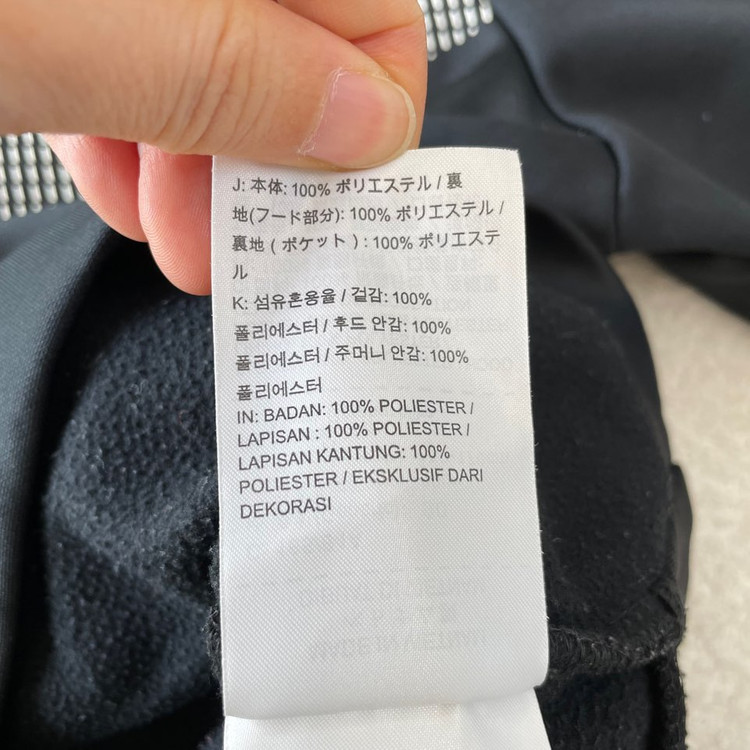 J: 本体: 100% ポリエステル / 裏
地(フード部分): 100% ポリエステル /
裏地 ( ポケット ) : 100% ポリエステ
ル
K: 섬유혼용율 / 겉감: 100%
폴리에스터 / 후드 안감: 100%
폴리에스터 / 주머니 안감: 100%
폴리에스터
IN: BADAN: 100% POLIESTER /
LAPISAN : 100% POLIESTER /
LAPISAN KANTUNG: 100%
POLIESTER / EKSKLUSIF DARI
DEKORASI